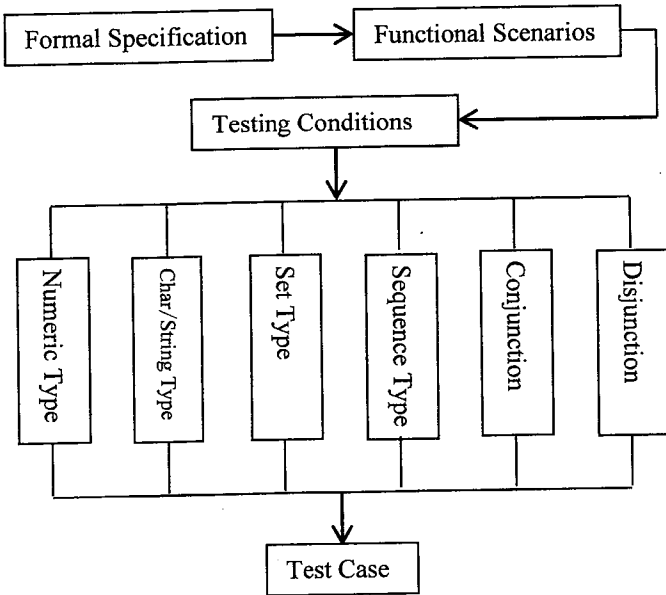 Formal Specification
Functional Scenarios
Testing Conditions
Numeric Type
Char/String Type
Set Type
Sequence Type
Conjunction
Disjunction
Test Case